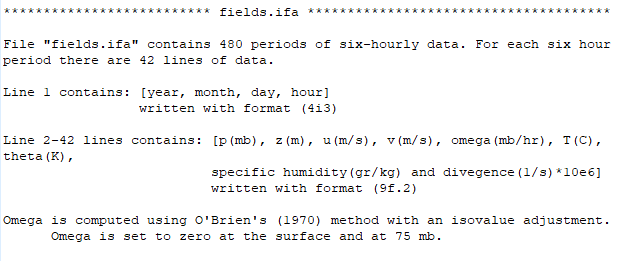 ************************** fields.ifa **************************************
File "fields.ifa" contains 480 periods of six-hourly data. For each six hour
period there are 42 lines of data.
Line 1 contains: [year, month, day, hour]
written with format (4i3)
Line 2-42 lines contains: [p(mb), z(m), u(m/s), v(m/s), omega(mb/hr), T(C),
theta(K),
specific humidity(gr/kg) and divegence(1/s)*10e6]
written with format (9f.2)
Omega is computed using O'Brien's (1970) method with an isovalue adjustment.
Omega is set to zero at the surface and at 75 mb.